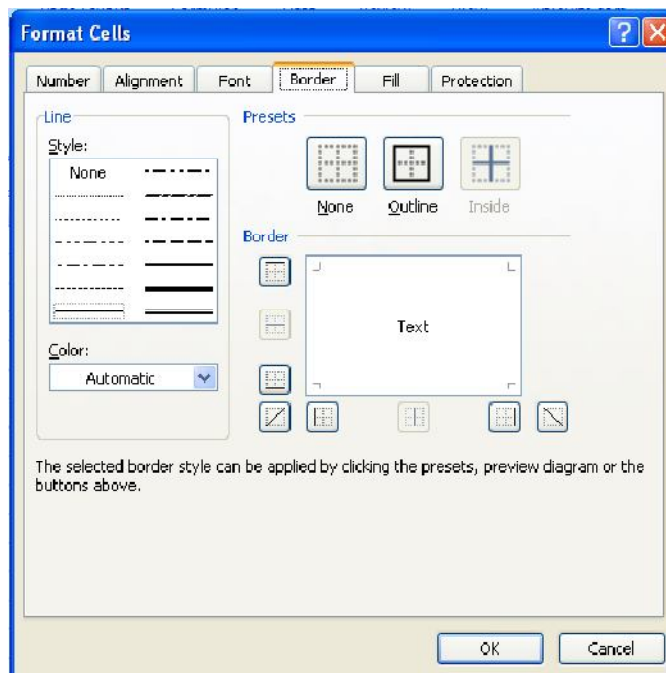 Format Cells
Number Alignment Font Border Fill Protection
Line
Style:
None
Color:
Automatic
Presets
None Outline Inside
Border
Text
The selected border style can be applied by clicking the presets, preview diagram or the
buttons above.
OK Cancel